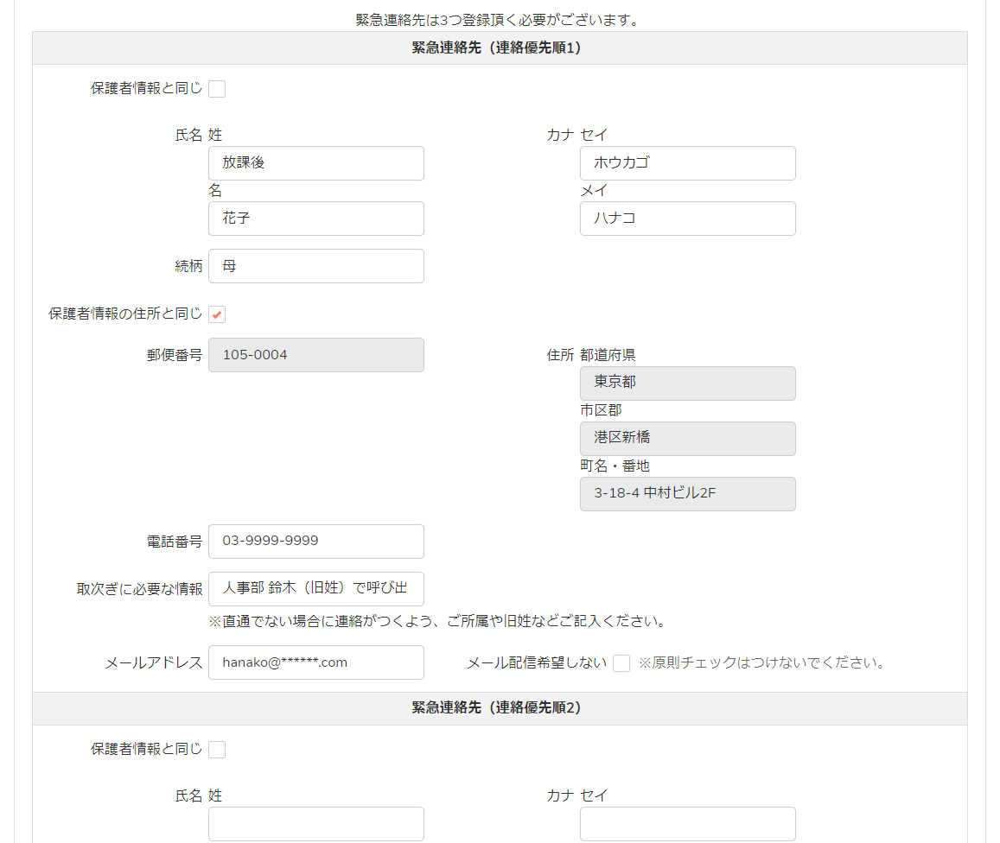 緊急連絡先は3つ登録頂く必要がございます。
緊急連絡先（連絡優先順1）
保護者情報と同じ
氏名 姓
放課後
名
花子
カナ セイ
ホウカゴ
メイ
ハナコ
続柄 母
保護者情報の住所と同じ
郵便番号 105-0004
住所 都道府県
東京都
市区郡
港区新橋
町名・番地
3-18-4 中村ビル2F
電話番号 03-9999-9999
取次ぎに必要な情報 人事部 鈴木（旧姓）で呼び出
※直通でない場合に連絡がつくよう、ご所属や旧姓などご記入ください。
メールアドレス hanako@******.com
メール配信希望しない ※原則チェックはつけないでください。
緊急連絡先（連絡優先順2）
保護者情報と同じ
氏名 姓
カナ セイ